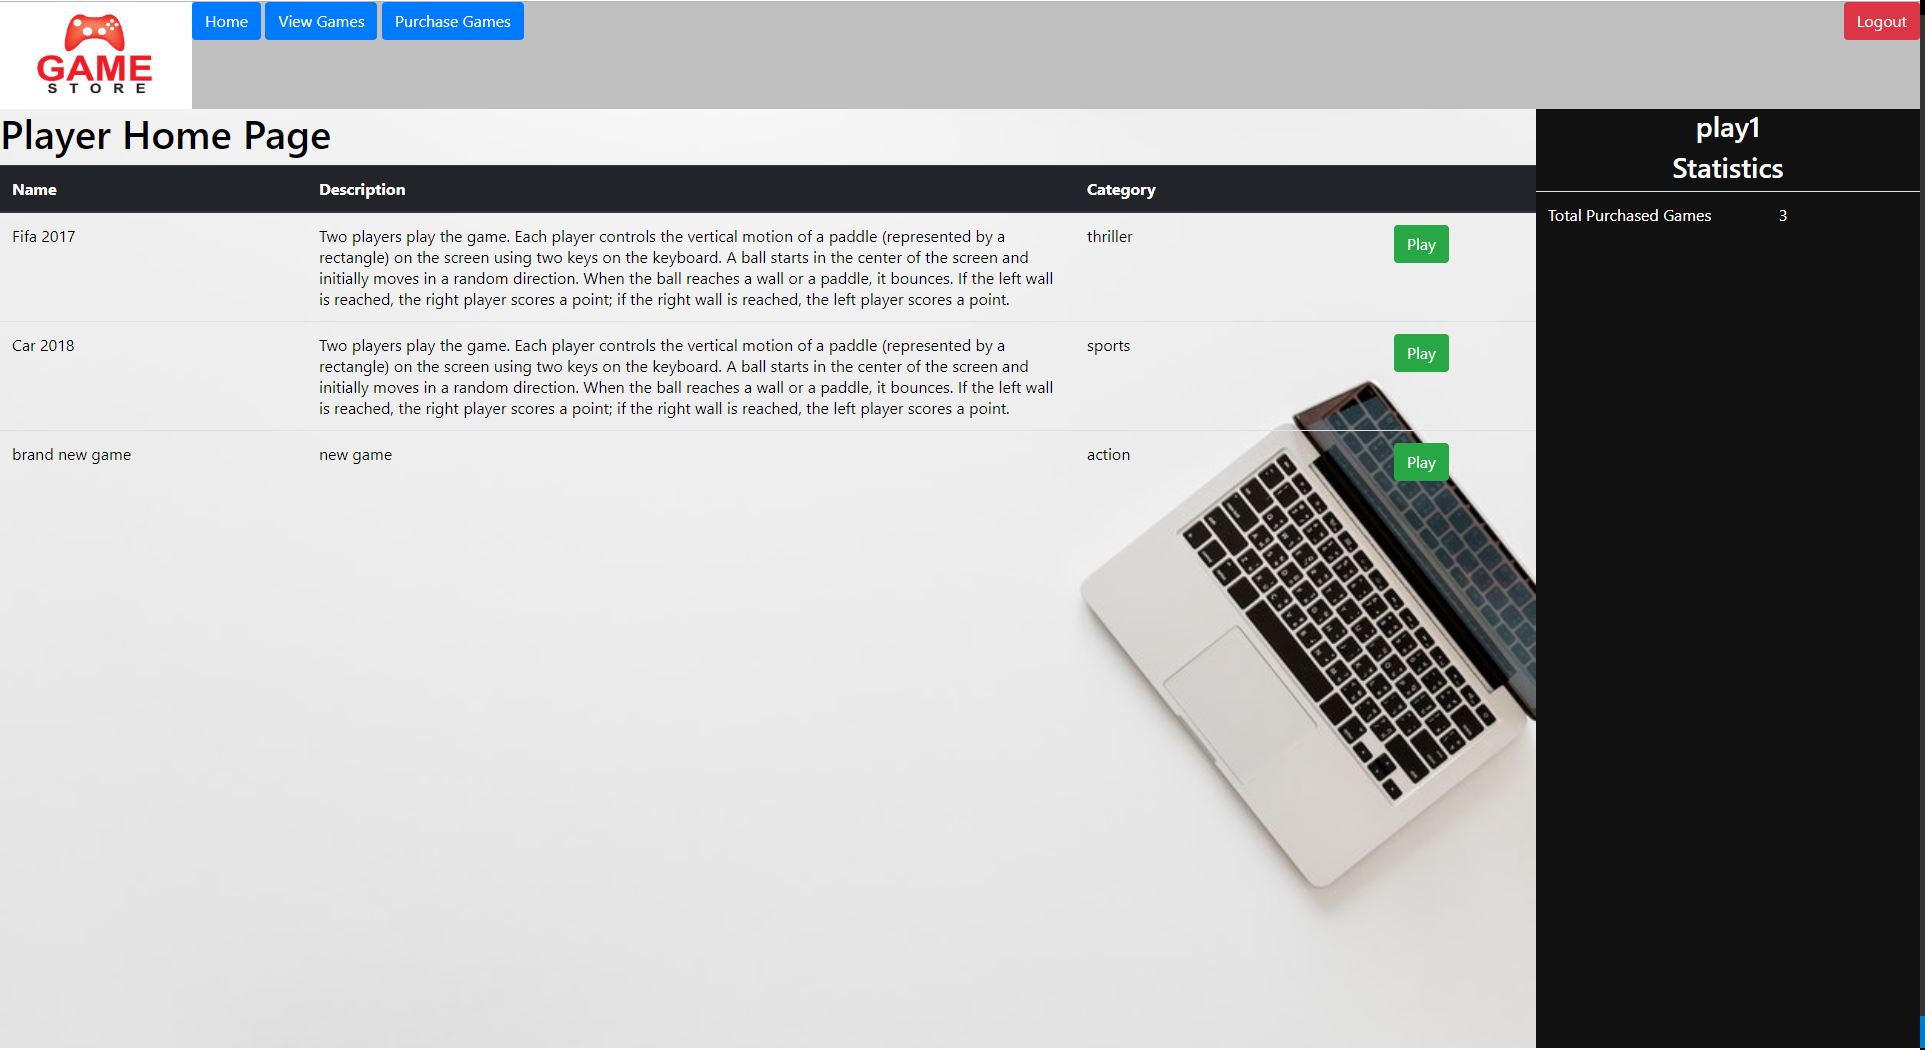 GAME
STORE
Home View Games Purchase Games Logout
Player Home Page
Name Description Category
Fifa 2017
Two players play the game. Each player controls the vertical motion of a paddle (represented by a
rectangle) on the screen using two keys on the keyboard. A ball starts in the center of the screen and
initially moves in a random direction. When the ball reaches a wall or a paddle, it bounces. If the left wall
is reached, the right player scores a point; if the right wall is reached, the left player scores a point.
thriller
Play
Car 2018
Two players play the game. Each player controls the vertical motion of a paddle (represented by a
rectangle) on the screen using two keys on the keyboard. A ball starts in the center of the screen and
initially moves in a random direction. When the ball reaches a wall or a paddle, it bounces. If the left wall
is reached, the right player scores a point; if the right wall is reached, the left player scores a point.
sports
Play
brand new game
new game
action
Play
play1
Statistics
Total Purchased Games 3